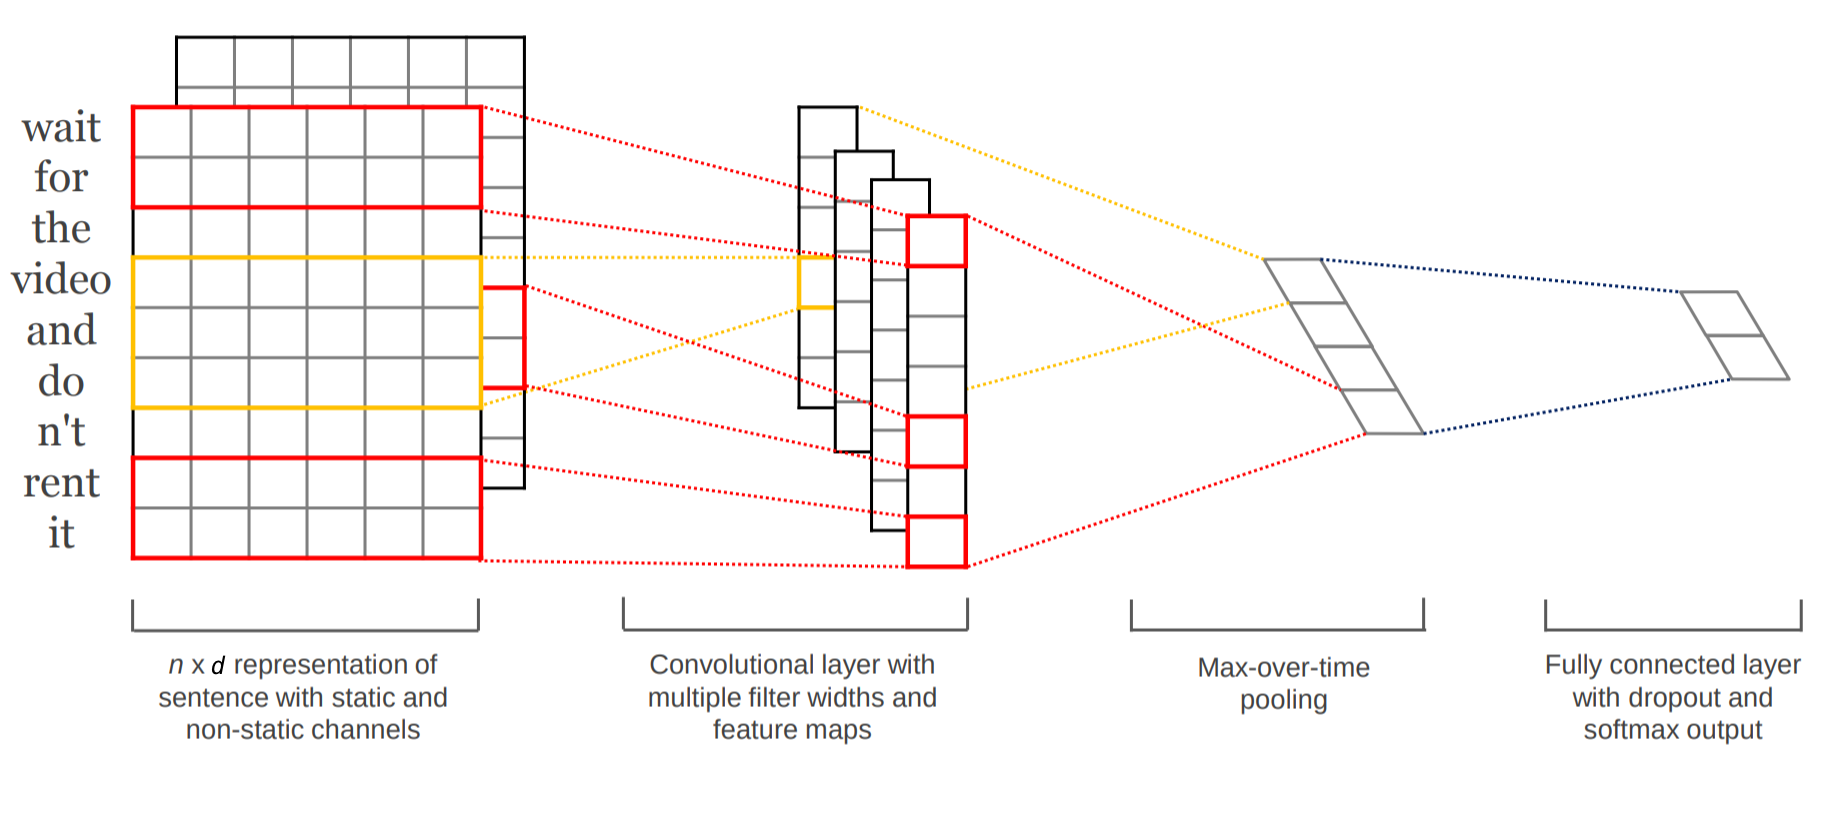 wait
for
the
video
and
do
n't
rent
it
n x d representation of
sentence with static and
non-static channels
Convolutional layer with
multiple filter widths and
feature maps
Max-over-time
pooling
Fully connected layer
with dropout and
softmax output